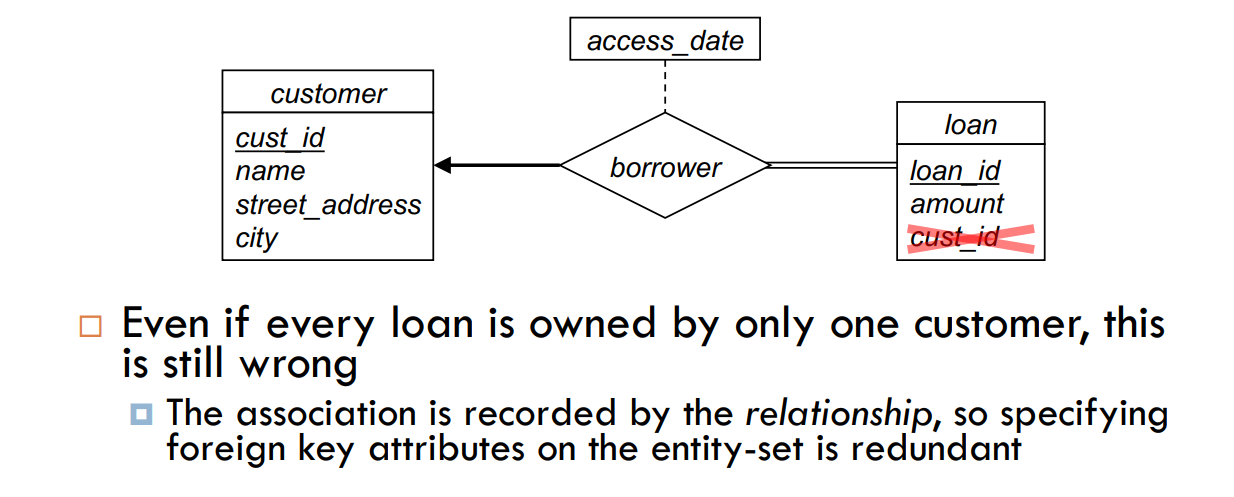 access_date
customer
cust_id
name
street_address
city
borrower
loan
loan_id
amount
cust_id
Even if every loan is owned by only one customer, this
is still wrong
The association is recorded by the relationship, so specifying
foreign key attributes on the entity-set is redundant